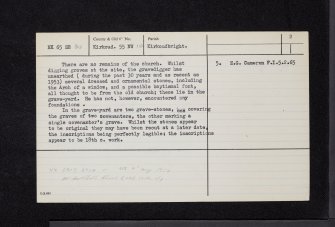 County & 6in O.S. No.
Parish
2
NX 65 SE
Kirkcud. 55 NW
Kirkcudbright.
There are no remains of the church. Whilst
digging graves at the site, the gravedigger has
unearthed ( during the past 30 years and as recent as
1953) several dressed and ornamental stones, including
the Arch of a window, and a possible baptismal font,
all thought to be from the old church; these lie in the
grave-yard. He has not, however, encountered any
foundations.
In the grave-yard are two grave-stones, one covering
the graves of two covenanters, the other marking a
single covenanter's grave. Whilst the stones appear
to be original they may have been recut at a later date,
the inscriptions being perfectly legible; the inscriptions
appear to be 18th c. work.
5. E.G. Cameron F.I.5.2.65